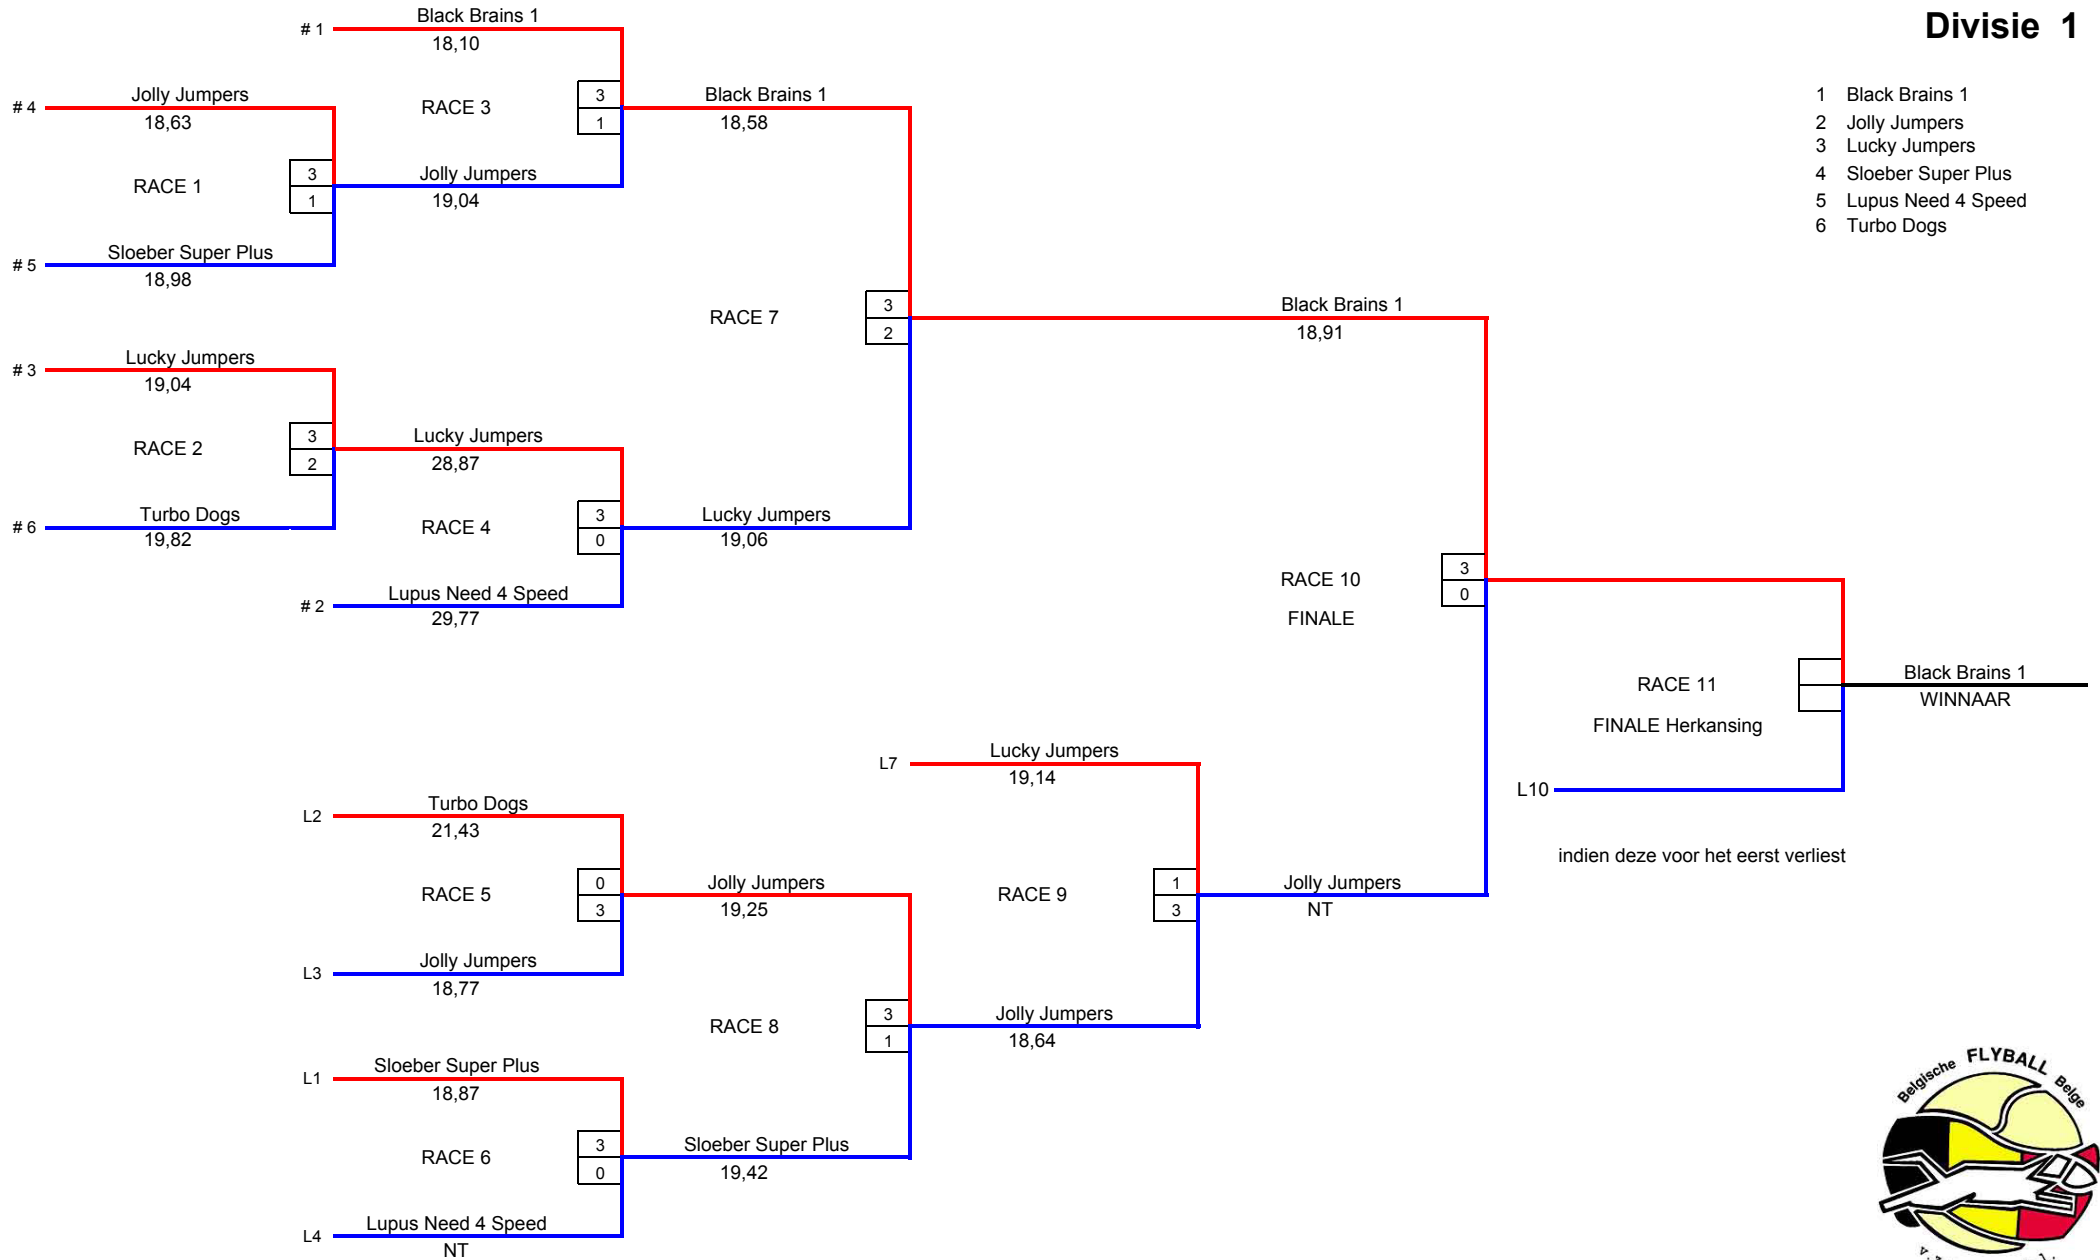 Divisie 1
1 Black Brains 1
2 Jolly Jumpers
3 Lucky Jumpers
4 Sloeber Super Plus
5 Lupus Need 4 Speed
6 Turbo Dogs
# 1 Black Brains 1
18,10
# 4 Jolly Jumpers
18,63
RACE 3
3
1
Black Brains 1
18,58
RACE 1
3
1
Jolly Jumpers
19,04
# 5 Sloeber Super Plus
18,98
RACE 7
3
2
Black Brains 1
18,91
# 3 Lucky Jumpers
19,04
RACE 2
3
2
Lucky Jumpers
28,87
# 6 Turbo Dogs
19,82
RACE 4
3
0
Lucky Jumpers
19,06
# 2 Lupus Need 4 Speed
29,77
RACE 10
FINALE
3
0
RACE 11
FINALE Herkansing
Black Brains 1
WINNAAR
L10
indien deze voor het eerst verliest
L7 Lucky Jumpers
19,14
L2 Turbo Dogs
21,43
RACE 5
0
3
Jolly Jumpers
19,25
RACE 9
1
3
Jolly Jumpers
NT
L3 Jolly Jumpers
18,77
RACE 8
3
1
Jolly Jumpers
18,64
L1 Sloeber Super Plus
18,87
RACE 6
3
0
Sloeber Super Plus
19,42
L4 Lupus Need 4 Speed
NT
Belgische FLYBALL Belge